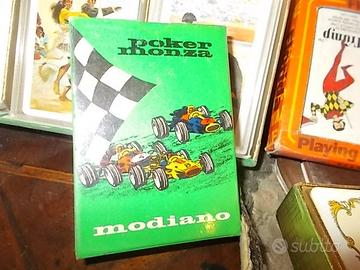 poker
monza
modiano
Playing
subito